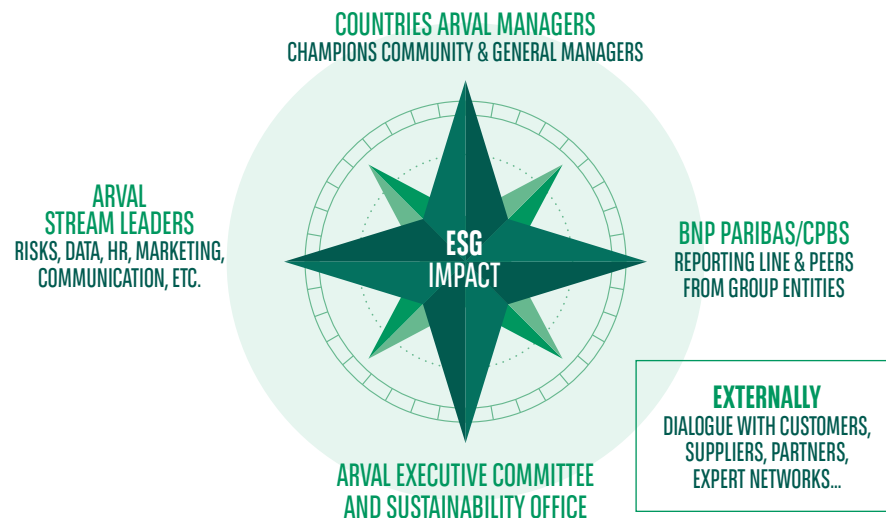 COUNTRIES ARVAL MANAGERS
CHAMPIONS COMMUNITY & GENERAL MANAGERS
ARVAL
STREAM LEADERS
RISKS, DATA, HR, MARKETING,
COMMUNICATION, ETC.
ESG
IMPACT
BNP PARIBAS/CPBS
REPORTING LINE & PEERS
FROM GROUP ENTITIES
EXTERNALLY
DIALOGUE WITH CUSTOMERS,
SUPPLIERS, PARTNERS,
EXPERT NETWORKS…
ARVAL EXECUTIVE COMMITTEE
AND SUSTAINABILITY OFFICE